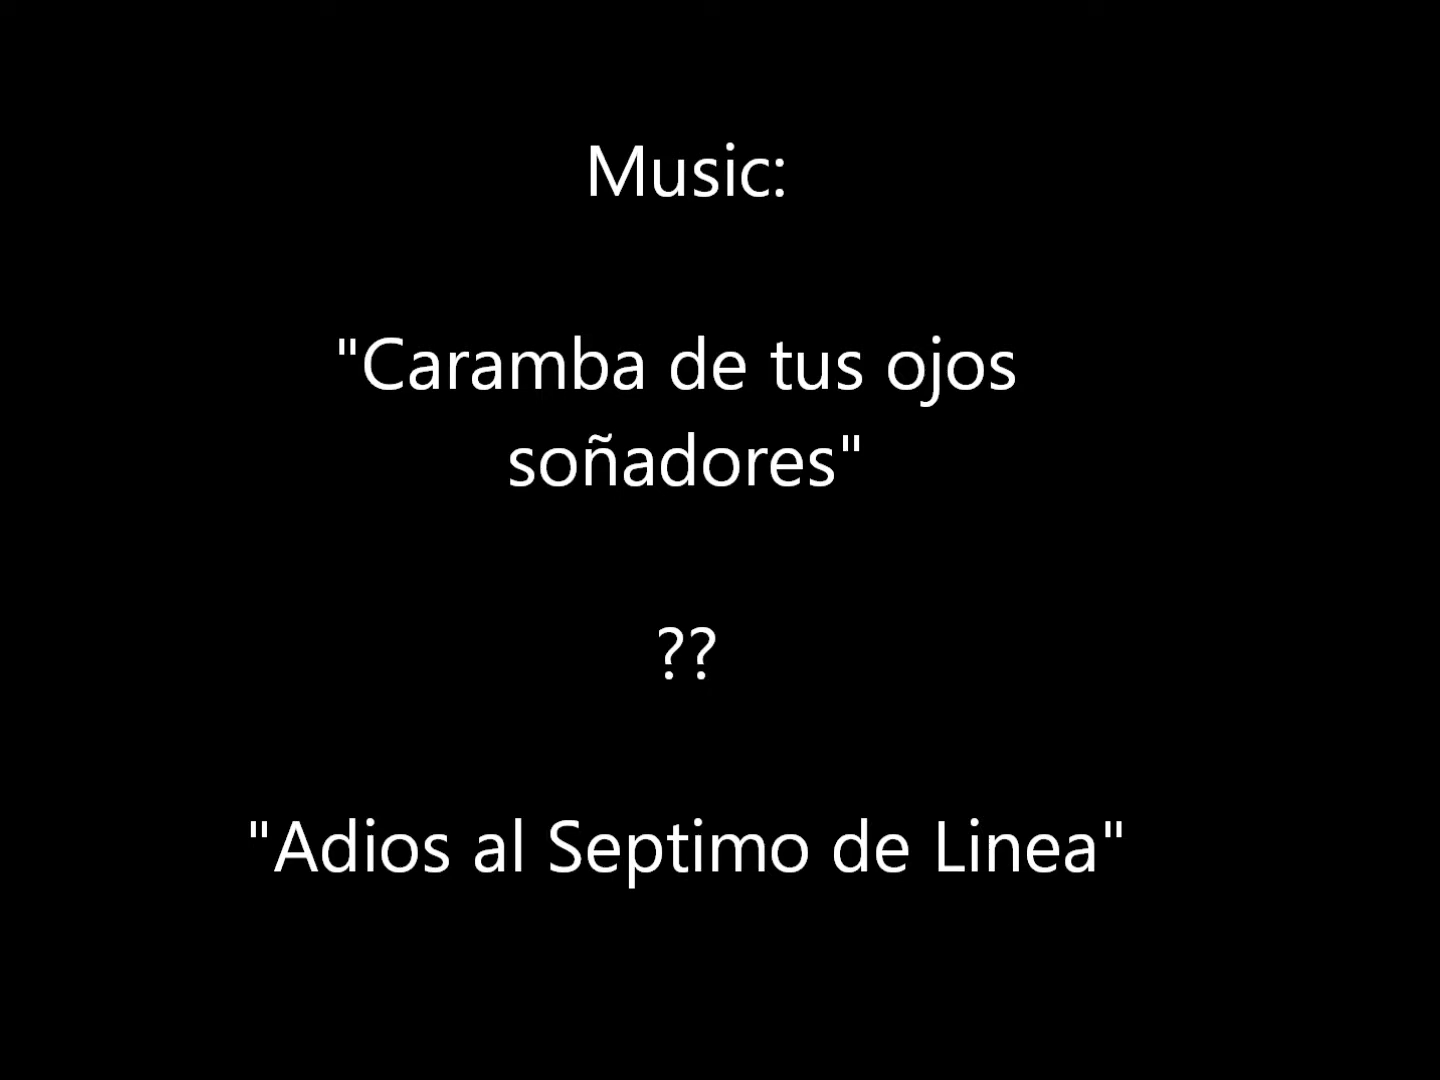 Music:
"Caramba de tus ojos
soñadores"
??
"Adios al Septimo de Linea"